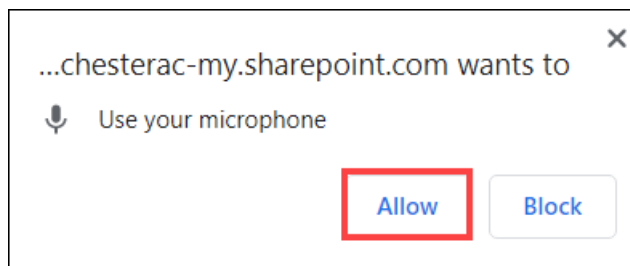 ...chesterac-my.sharepoint.com wants to
Use your microphone
Allow
Block